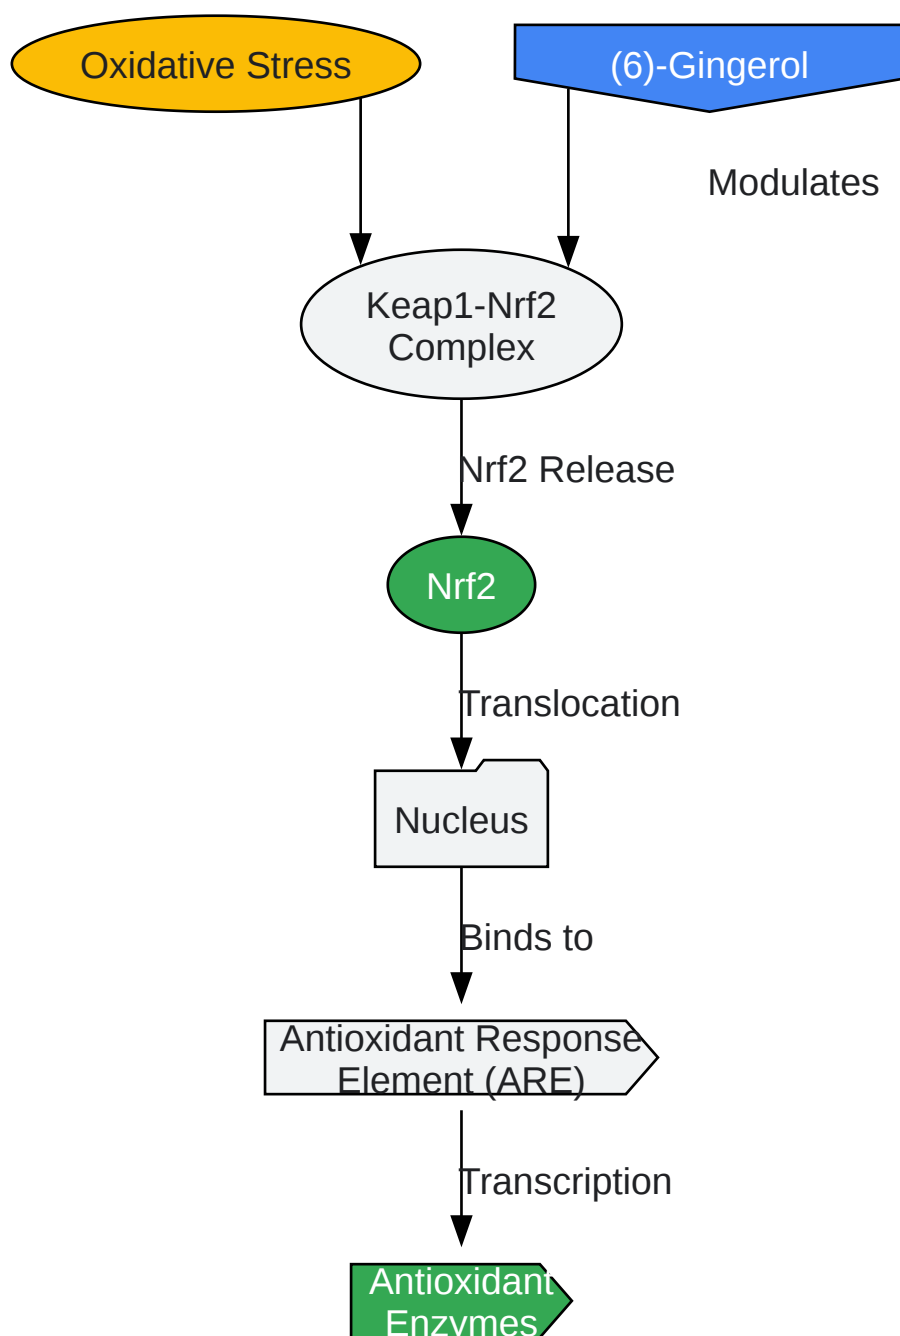 Oxidative Stress
(6)-Gingerol
Modulates
Keap1-Nrf2
Complex
Nrf2 Release
Nrf2
Translocation
Nucleus
Binds to
Antioxidant Response
Element (ARE)
Transcription
Antioxidant
Enzymes